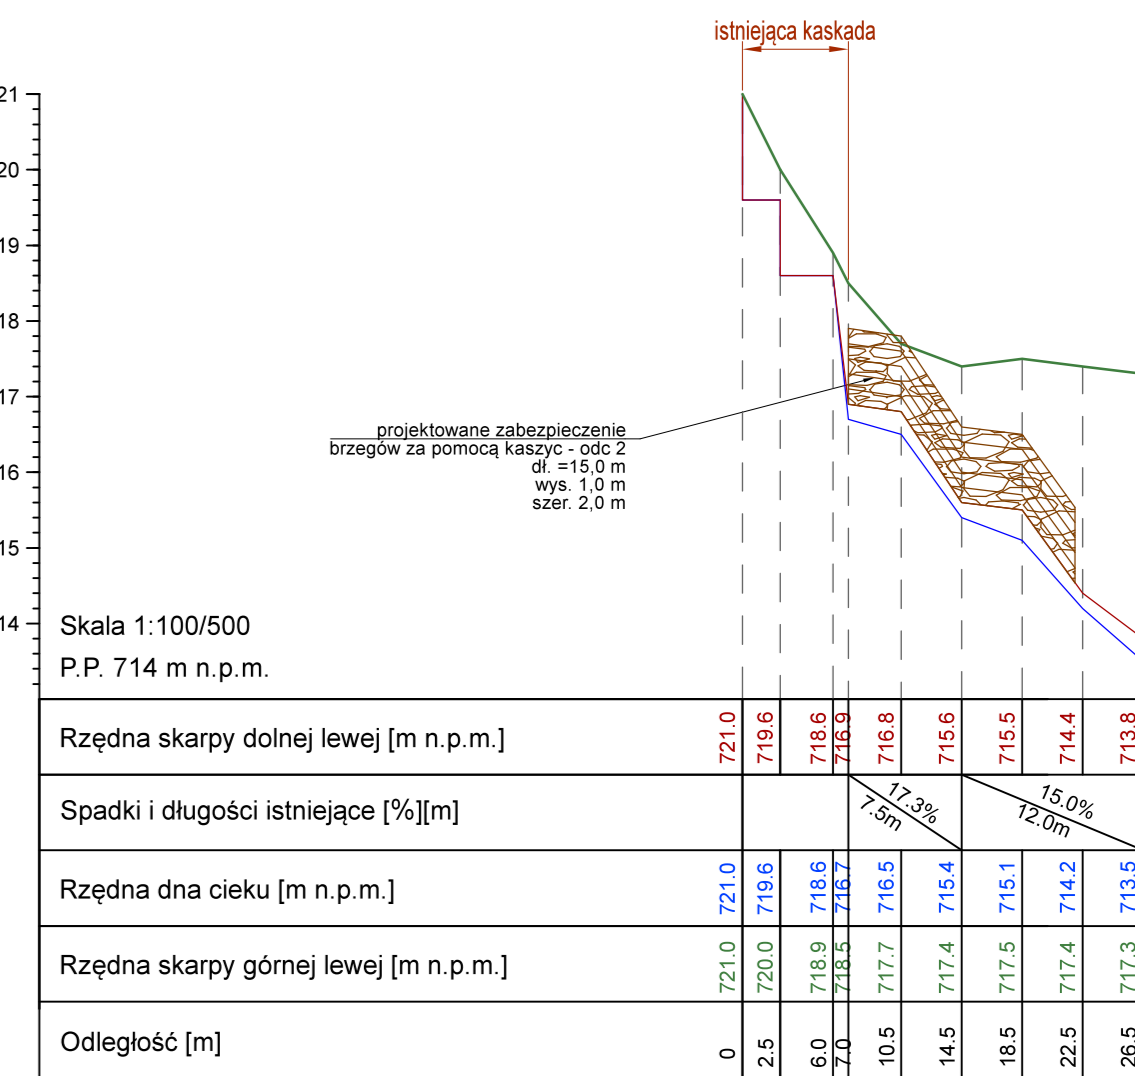 istniejąca kaskada
21
20
19
18
17
16
15
14
projektowane zabezpieczenie
brzegów za pomocą kaszyc - odc 2
dł. =15,0 m
wys. 1,0 m
szer. 2,0 m
Skala 1:100/500
P.P. 714 m n.p.m.
Rzędna skarpy dolnej lewej [m n.p.m.] 721.0 719.6 718.6 716.9 716.8 715.6 715.5 714.4 713.8
Spadki i długości istniejące [%][m] 17.3% 7.5m 15.0% 12.0m
Rzędna dna cieku [m n.p.m.] 721.0 719.6 718.6 716.7 716.5 715.4 715.1 714.2 713.5
Rzędna skarpy górnej lewej [m n.p.m.] 721.0 720.0 718.9 718.5 717.7 717.4 717.5 717.4 717.3
Odległość [m] 0 2.5 6.0 7.0 10.5 14.5 18.5 22.5 26.5